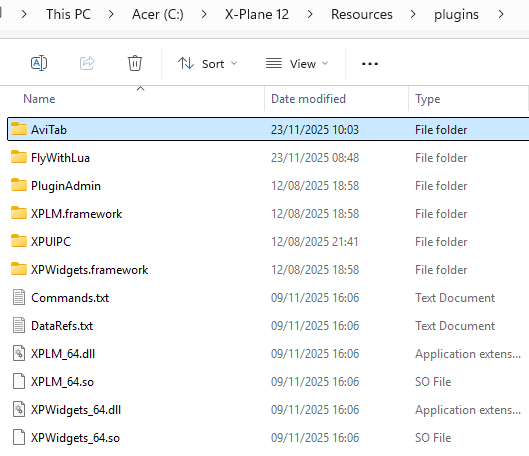 This PC > Acer (C:) > X-Plane 12 > Resources > plugins >
Sort View ...
Name Date modified Type
AviTab 23/11/2025 10:03 File folder
FlyWithLua 23/11/2025 08:48 File folder
PluginAdmin 12/08/2025 18:58 File folder
XPLM.framework 12/08/2025 18:58 File folder
XPUIPC 12/08/2025 21:41 File folder
XPWidgets.framework 12/08/2025 18:58 File folder
Commands.txt 09/11/2025 16:06 Text Document
DataRefs.txt 09/11/2025 16:06 Text Document
XPLM_64.dll 09/11/2025 16:06 Application extens...
XPLM_64.so 09/11/2025 16:06 SO File
XPWidgets_64.dll 09/11/2025 16:06 Application extens...
XPWidgets_64.so 09/11/2025 16:06 SO File